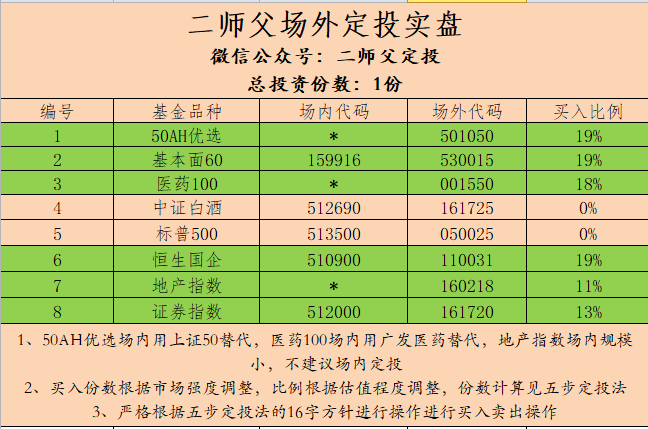 二师父场外定投实盘
微信公众号：二师父定投
总投资份数：1份
编号 基金品种 场内代码 场外代码 买入比例
1 50AH优选 * 501050 19%
2 基本面60 159916 530015 19%
3 医药100 * 001550 18%
4 中证白酒 512690 161725 0%
5 标普500 513500 050025 0%
6 恒生国企 510900 110031 19%
7 地产指数 * 160218 11%
8 证券指数 512000 161720 13%
1、50AH优选场内用上证50替代，医药100场内用广发医药替代，地产指数场内规模
小，不建议场内定投
2、买入份数根据市场强度调整，比例根据估值程度调整，份数计算见五步定投法
3、严格根据五步定投法的16字方针进行操作进行买入卖出操作